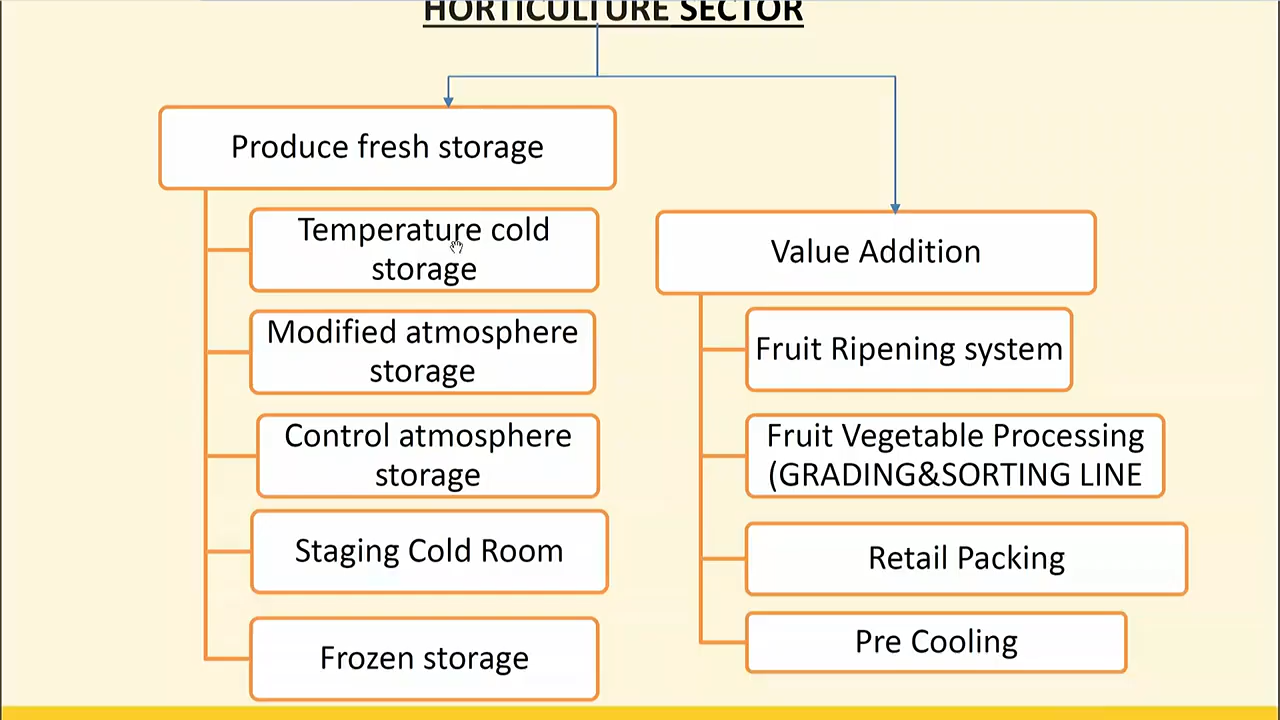 HORTICULTURE SECTOR
Produce fresh storage
Temperature cold
storage
Modified atmosphere
storage
Control atmosphere
storage
Staging Cold Room
Frozen storage
Value Addition
Fruit Ripening system
Fruit Vegetable Processing
(GRADING&SORTING LINE
Retail Packing
Pre Cooling